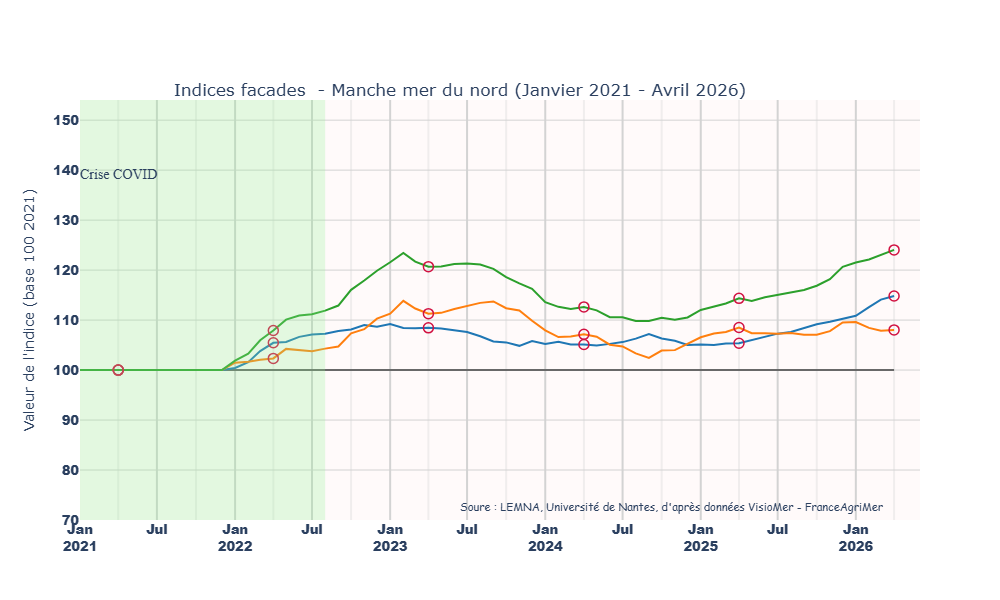 Indices facades - Manche mer du nord (Janvier 2021 - Avril 2026)
Valeur de l'indice (base 100 2021)
150
140
130
120
110
100
90
80
70
Crise COVID
Soure : LEMNA, Université de Nantes, d'après données VisioMer - FranceAgriMer
Jan Jul Jan Jul Jan Jul Jan Jul Jan Jul Jan
2021 2022 2023 2024 2025 2026